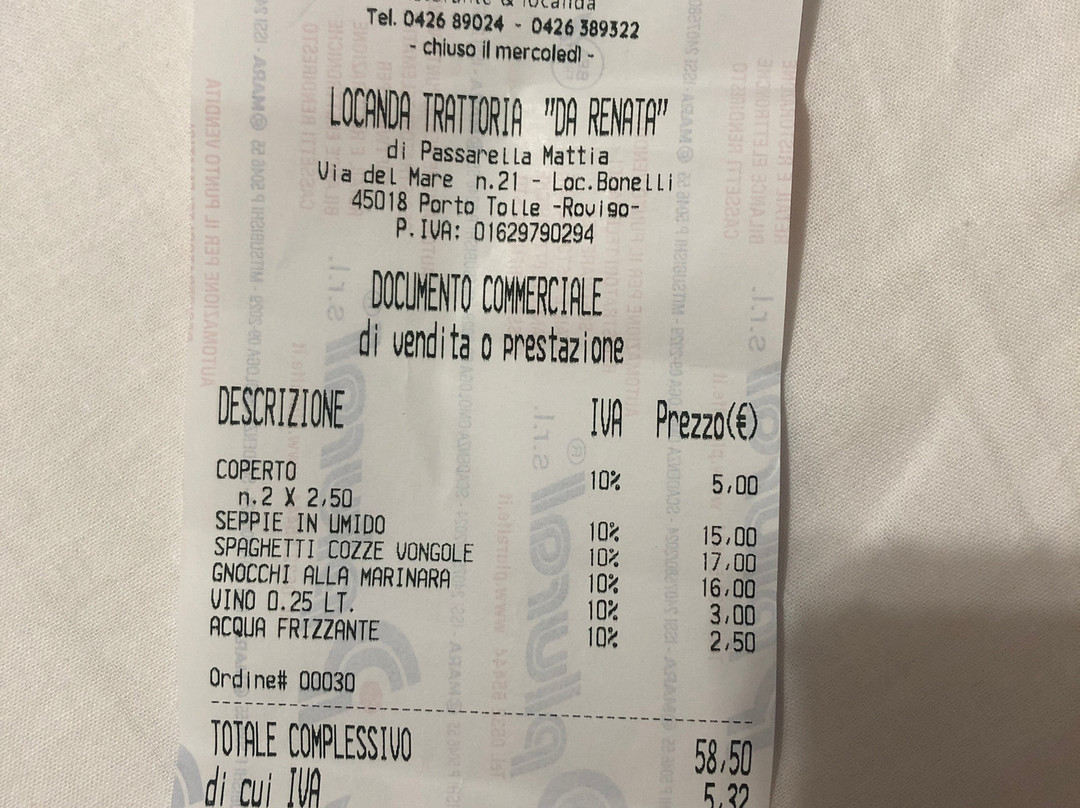 & locanda
Tel. 0426 89024 - 0426 389322
- chiuso il mercoledì -
LOCANDA TRATTORIA "DA RENATA"
di Passarella Mattia
Via del Mare n.21 - Loc.Bonelli
45018 Porto Tolle -Rovigo-
P.IVA: 01629790294
DOCUMENTO COMMERCIALE
di vendita o prestazione
DESCRIZIONE IVA Prezzo(€)
COPERTO 10% 5,00
n.2 X 2,50
SEPPIE IN UMIDO 10% 15,00
SPAGHETTI COZZE VONGOLE 10% 17,00
GNOCCHI ALLA MARINARA 10% 16,00
VINO 0.25 LT. 10% 3,00
ACQUA FRIZZANTE 10% 2,50
Ordine# 00030
TOTALE COMPLESSIVO 58,50
di cui IVA 5,32